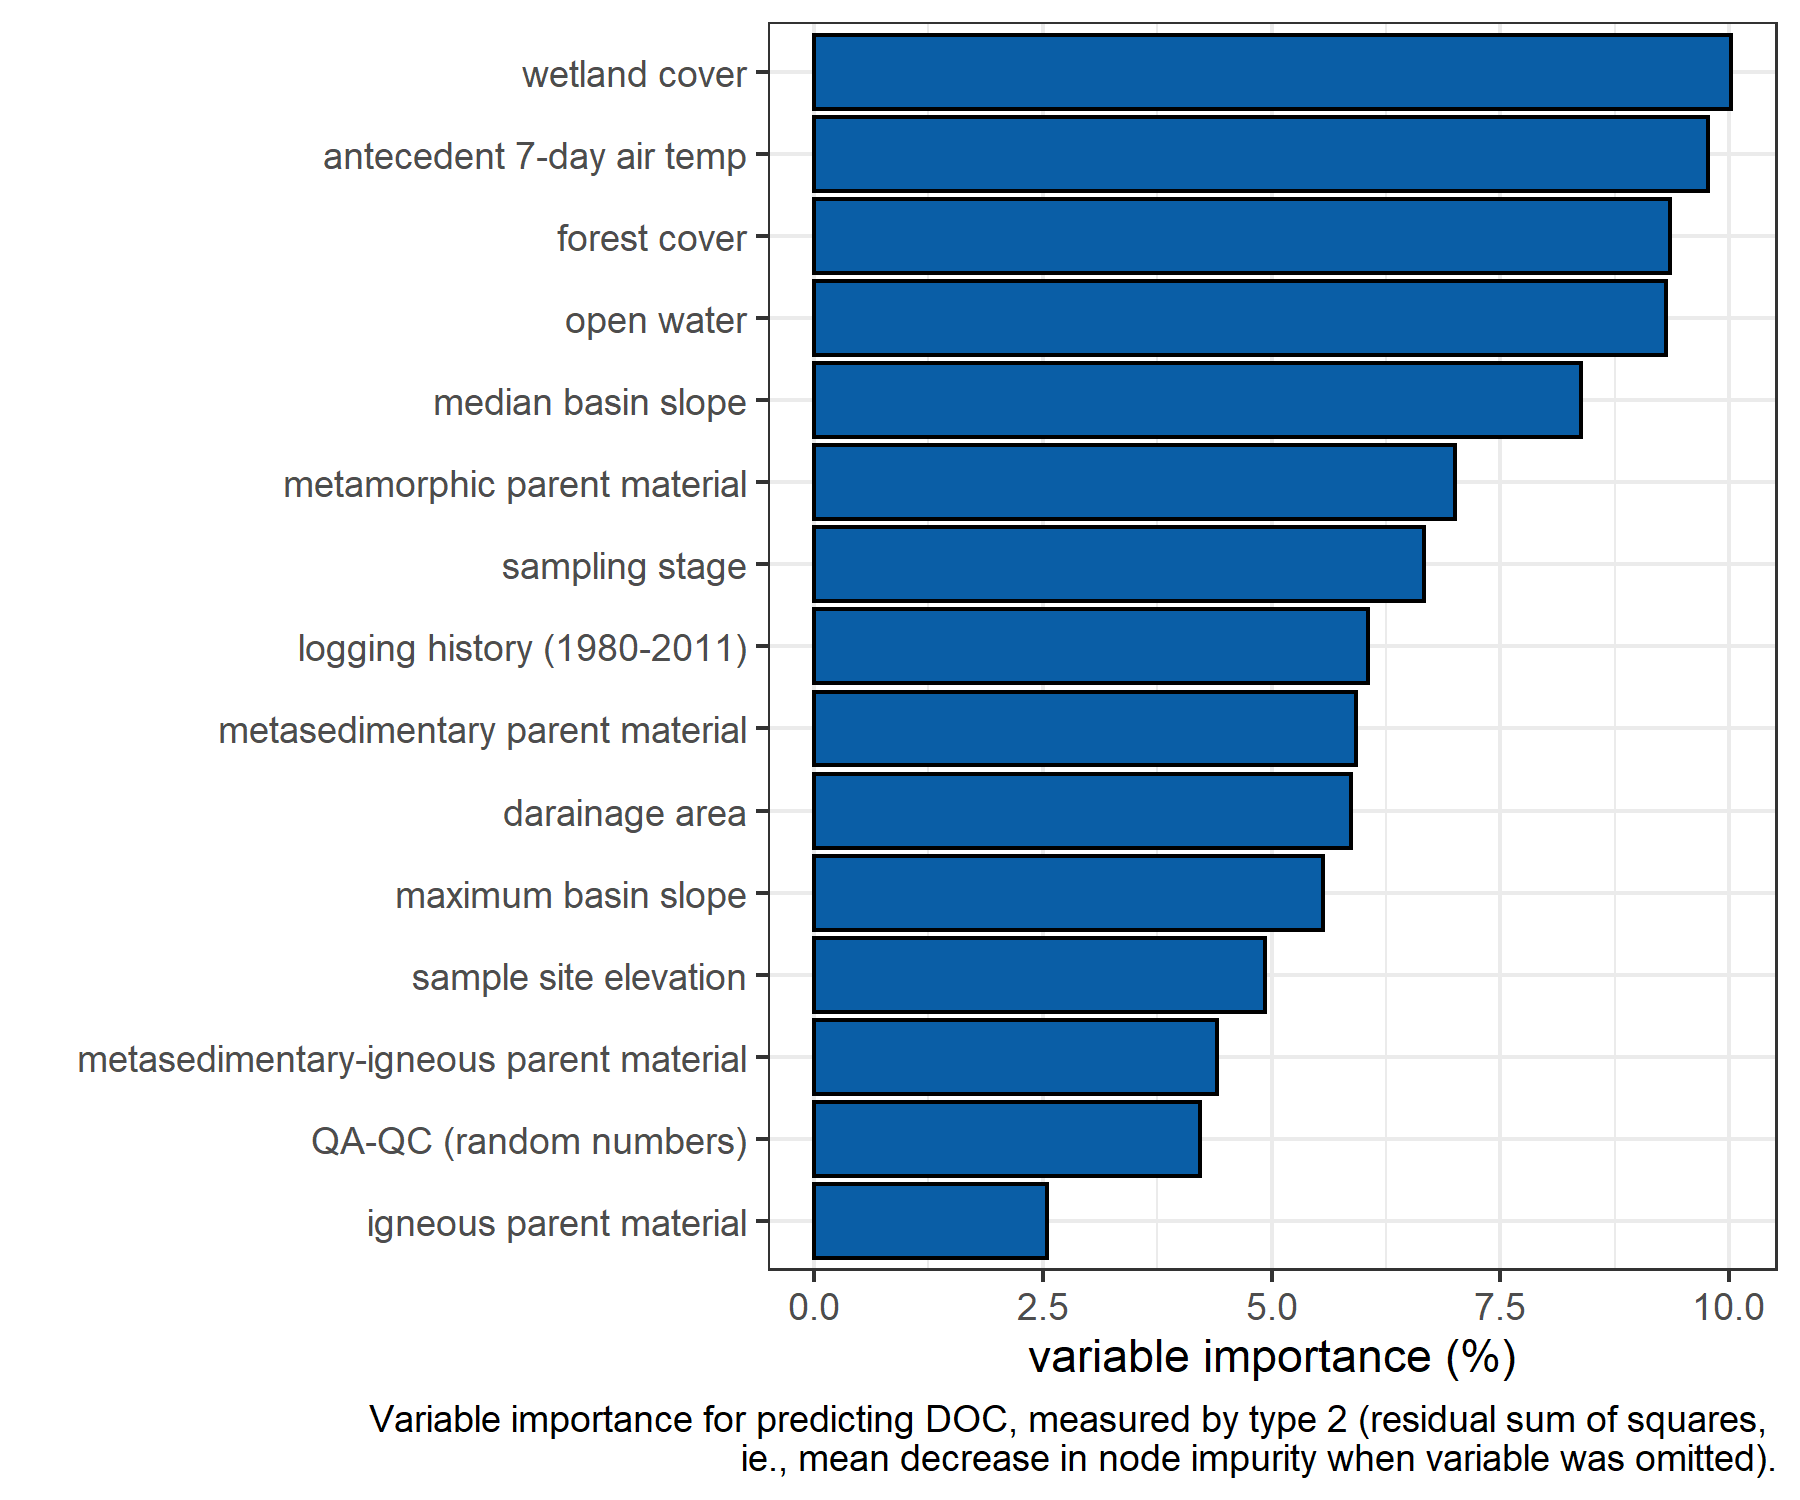 wetland cover
antecedent 7-day air temp
forest cover
open water
median basin slope
metamorphic parent material
sampling stage
logging history (1980-2011)
metasedimentary parent material
darainage area
maximum basin slope
sample site elevation
metasedimentary-igneous parent material
QA-QC (random numbers)
igneous parent material
0.0 2.5 5.0 7.5 10.0
variable importance (%)
Variable importance for predicting DOC, measured by type 2 (residual sum of squares,
ie., mean decrease in node impurity when variable was omitted).